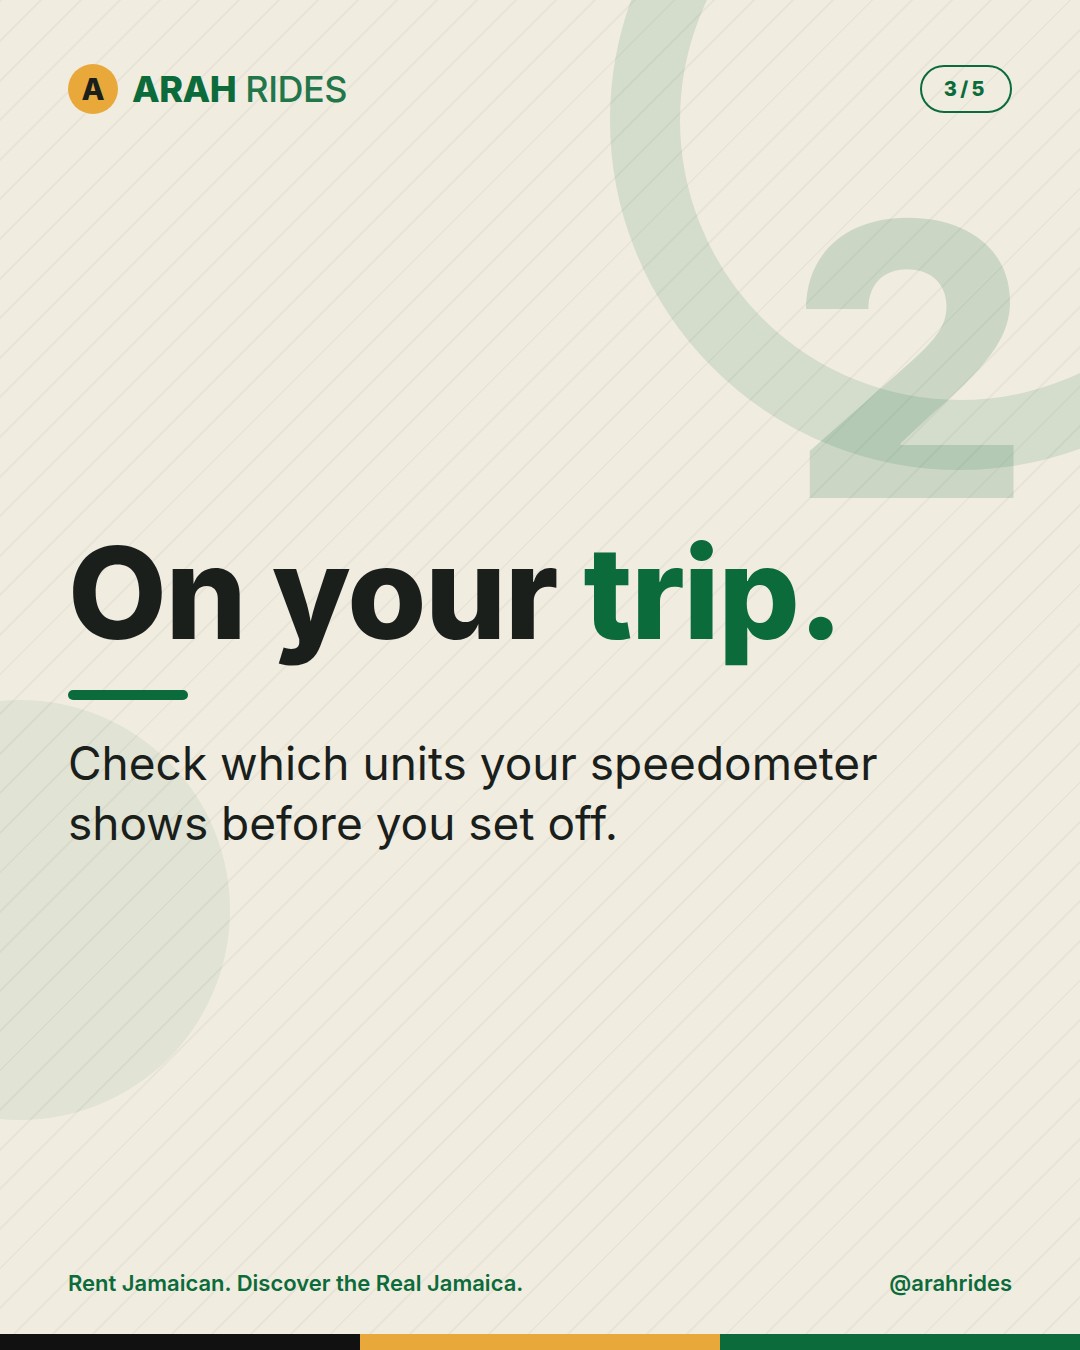 A ARAH RIDES
3/5
2
On your trip.
Check which units your speedometer
shows before you set off.
Rent Jamaican. Discover the Real Jamaica.
@arahrides